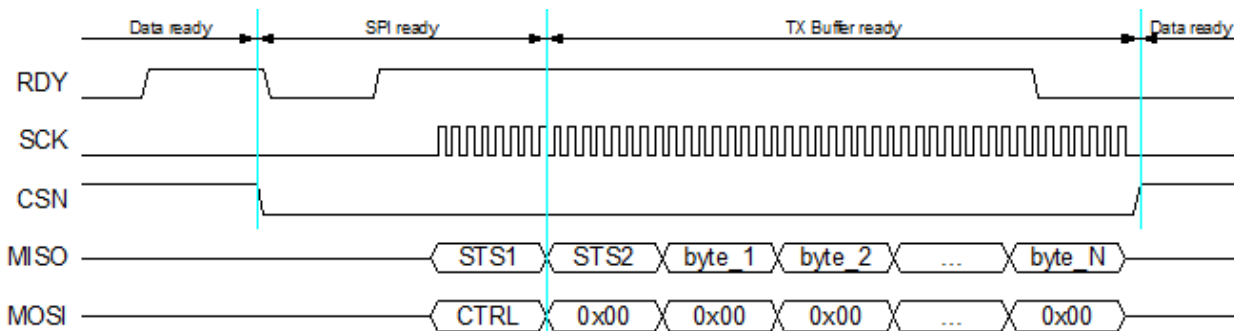 Data ready SPI ready TX Buffer ready Data ready
RDY
SCK
CSN
MISO STS1 STS2 byte_1 byte_2 ... byte_N
MOSI CTRL 0x00 0x00 0x00 ... 0x00